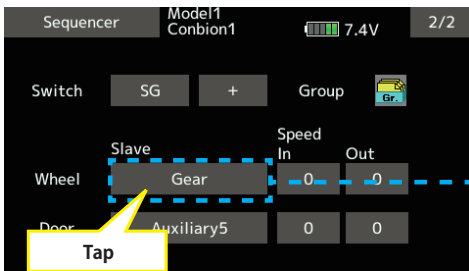 Sequencer Model1 7.4V 2/2
Conbion1
Switch SG + Group Gr.
Speed
Slave In Out
Wheel Gear 0 0
Door Auxiliary5 0 0
Tap